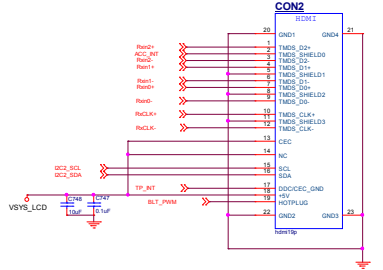 CON2
HDMI
20 GND1 GND4 21
Rxin2+ 1 TMDS_D2+
ACC_INT 2 TMDS_SHIELD0
Rxin2- 3 TMDS_D2-
Rxin1+ 4 TMDS_D1+
5 TMDS_SHIELD1
Rxin1- 6 TMDS_D1-
Rxin0+ 7 TMDS_D0+
8 TMDS_SHIELD2
Rxin0- 9 TMDS_D0-
RxCLK+ 10 TMDS_CLK+
11 TMDS_SHIELD3
RxCLK- 12 TMDS_CLK-
13 CEC
14 NC
I2C2_SCL 15 SCL
I2C2_SDA 16 SDA
TP_INT 17 DDC/CEC_GND
18 +5V
BLT_PWM 19 HOTPLUG
C748 C747
VSYS_LCD 10uF 0.1uF
22 GND2 GND3 23
hdmi19p